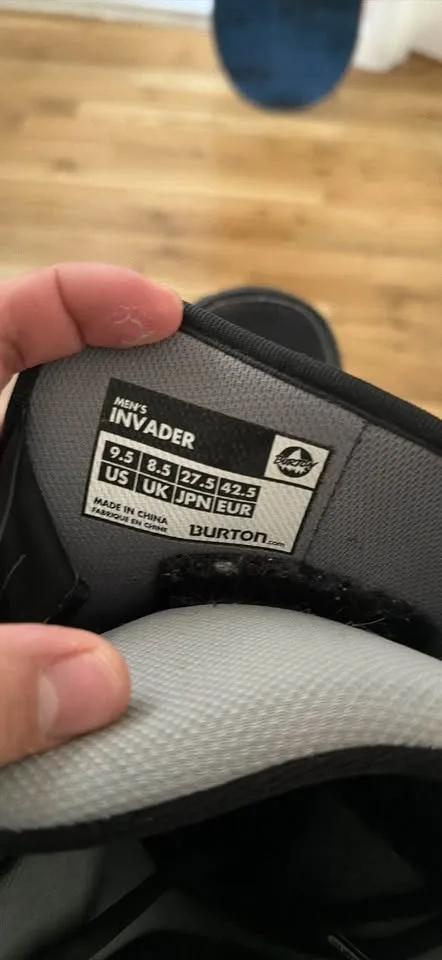 MEN'S
INVADER
BURTON
9.5 8.5 27.5 42.5
US UK JPN EUR
MADE IN CHINA
FABRIQUE EN CHINE
BURTON.com